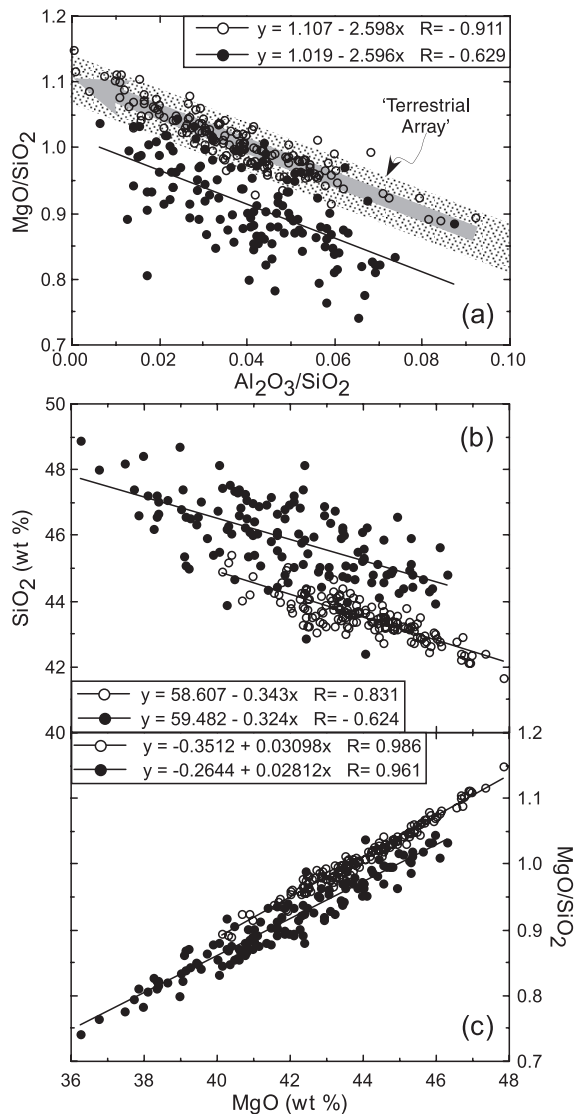 y = 1.107 - 2.598x R= - 0.911
y = 1.019 - 2.596x R= - 0.629
1.2
1.1
1.0
0.9
0.8
0.7
MgO/SiO₂
'Terrestrial
Array'
(a)
0.00 0.02 0.04 0.06 0.08 0.10
Al₂O₃/SiO₂
50
48
46
44
42
40
SiO₂ (wt %)
(b)
y = 58.607 - 0.343x R= - 0.831
y = 59.482 - 0.324x R= - 0.624
y = -0.3512 + 0.03098x R= 0.986
y = -0.2644 + 0.02812x R= 0.961
1.2
1.1
1.0
0.9
0.8
0.7
MgO/SiO₂
(c)
36 38 40 42 44 46 48
MgO (wt %)